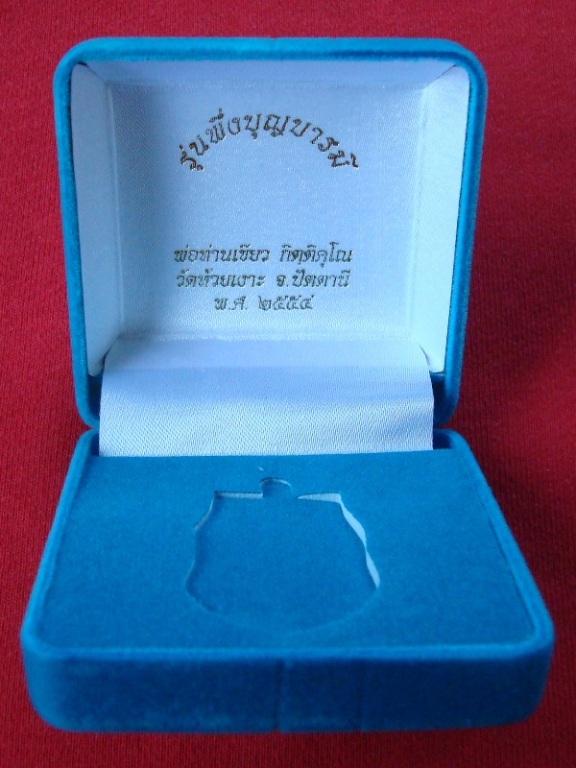 รุ่นพึ่งบุญบารมี
พ่อท่านเขียว กิตฺติคุโณ
วัดห้วยเงาะ จ.ปัตตานี
พ.ศ. ๒๕๕๔